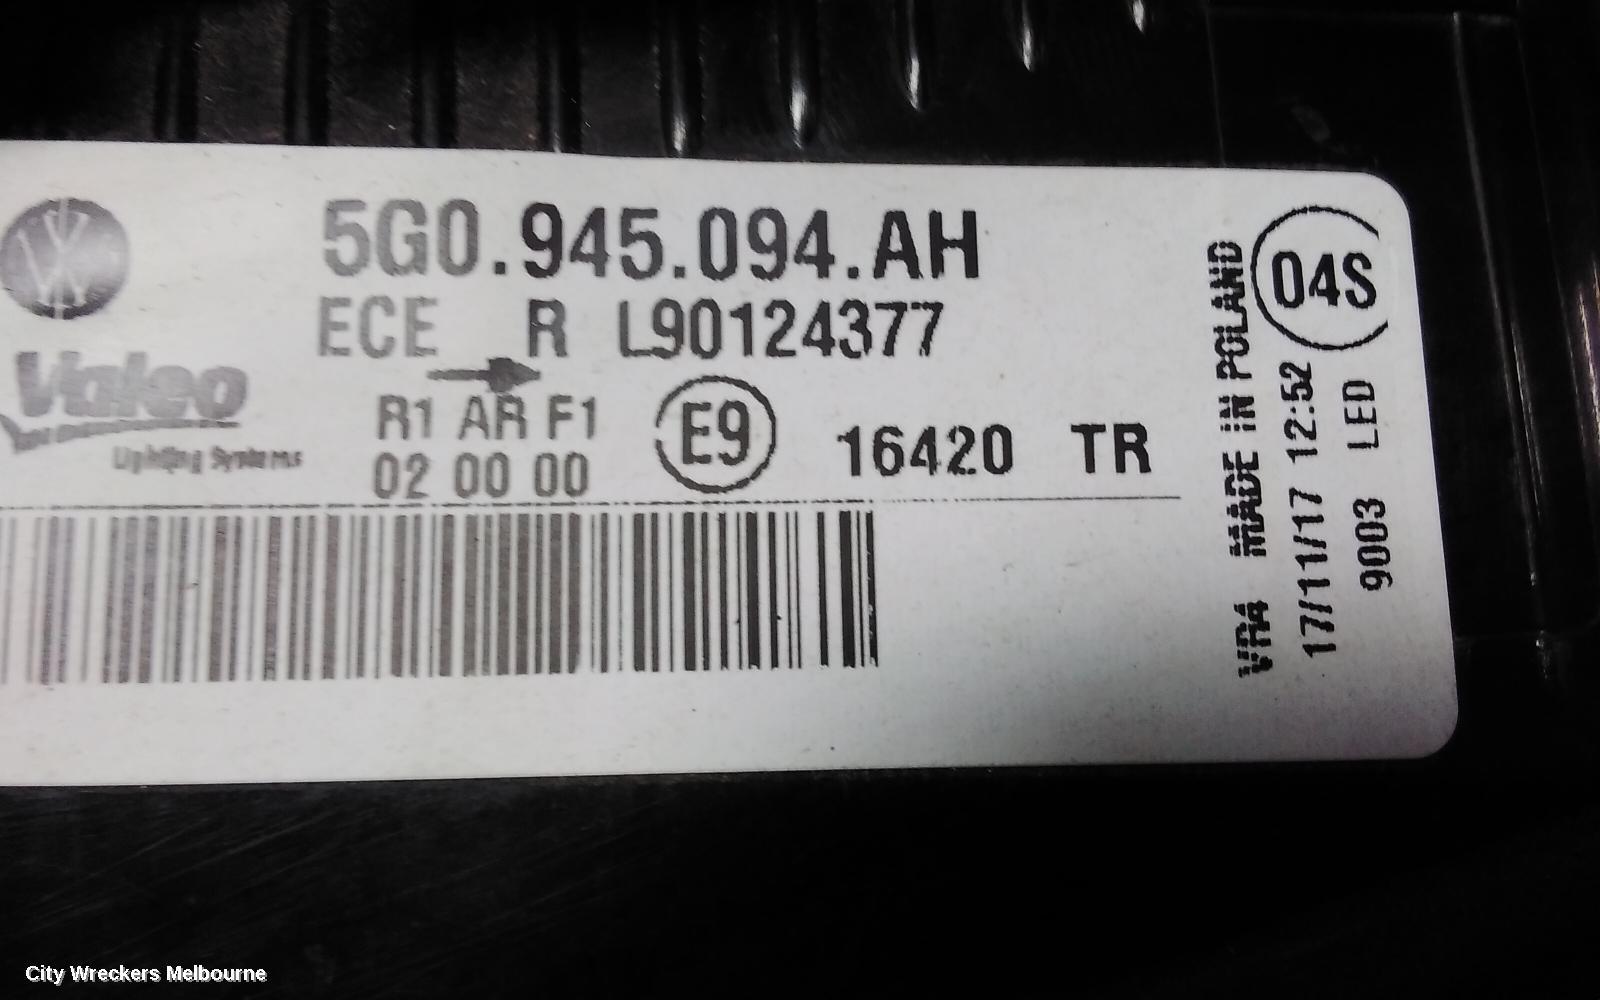 5G0.945.094.AH
ECE R L90124377
Valeo
Lighting Systems
R1 AR F1
02 00 00
E9
16420 TR
04S
VRA MADE IN POLAND
17/11/17 12:52
9003 LED
City Wreckers Melbourne